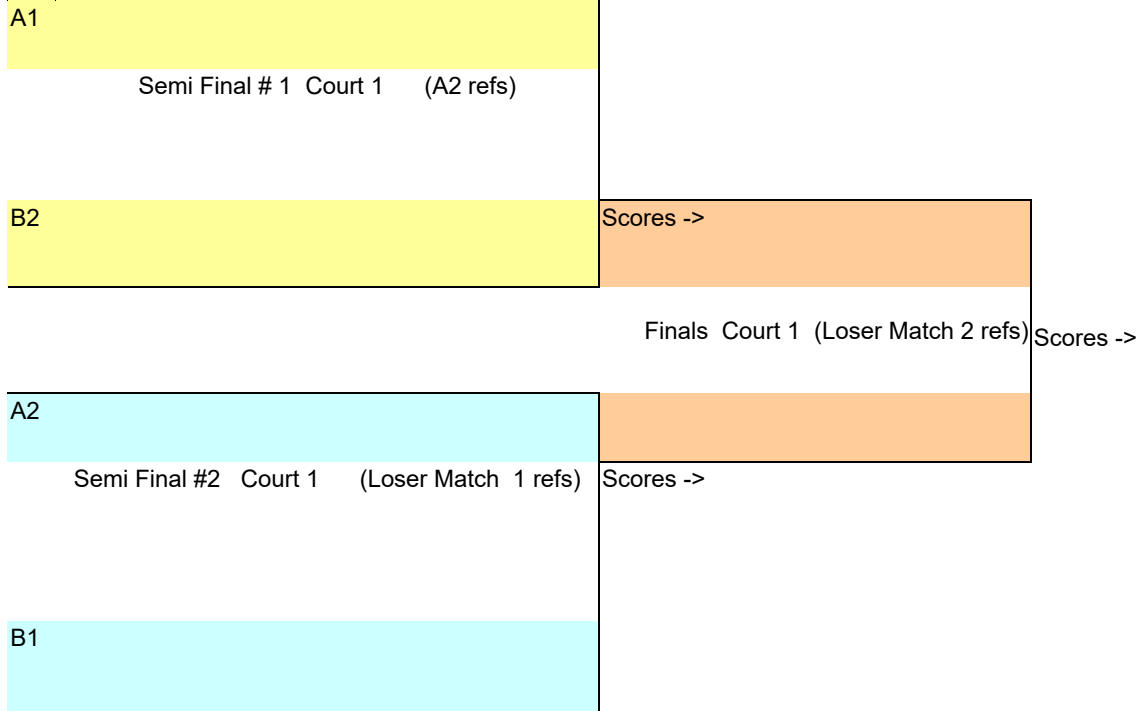 A1
Semi Final # 1  Court 1  (A2 refs)
B2
Scores ->
Finals  Court 1  (Loser Match 2 refs)
Scores ->
A2
Semi Final #2  Court 1  (Loser Match  1 refs)
Scores ->
B1